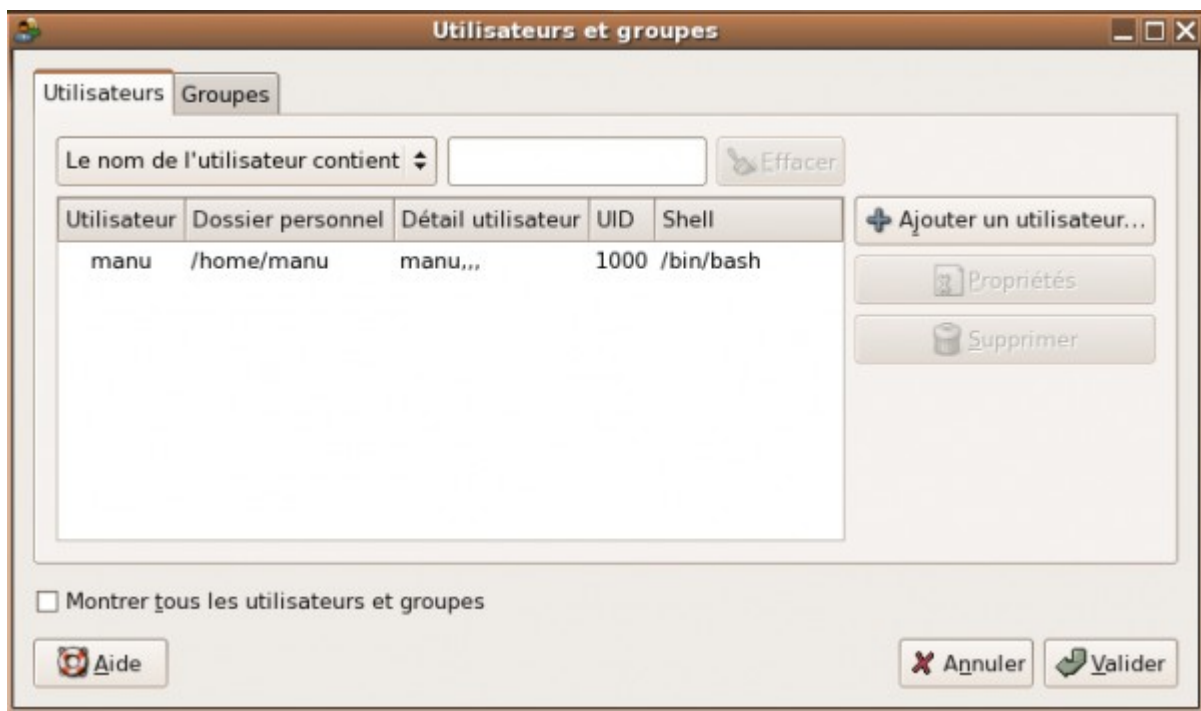 Utilisateurs et groupes
Utilisateurs Groupes
Le nom de l'utilisateur contient Effacer
Utilisateur Dossier personnel Détail utilisateur UID Shell
Ajouter un utilisateur...
manu /home/manu manu,,, 1000 /bin/bash
Propriétés
Supprimer
Montrer tous les utilisateurs et groupes
Aide Annuler Valider